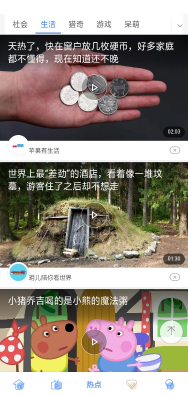 社会 生活 猎奇 游戏 呆萌
天热了，快在窗户放几枚硬币，好多家庭
都不懂得，现在知道还不晚
02:03
苹果有生活
世界上最“差劲”的酒店，看着像一堆坟
墓，游客住了之后却不想走
01:30
小猪乔吉喝的是小熊的魔法粥
热点